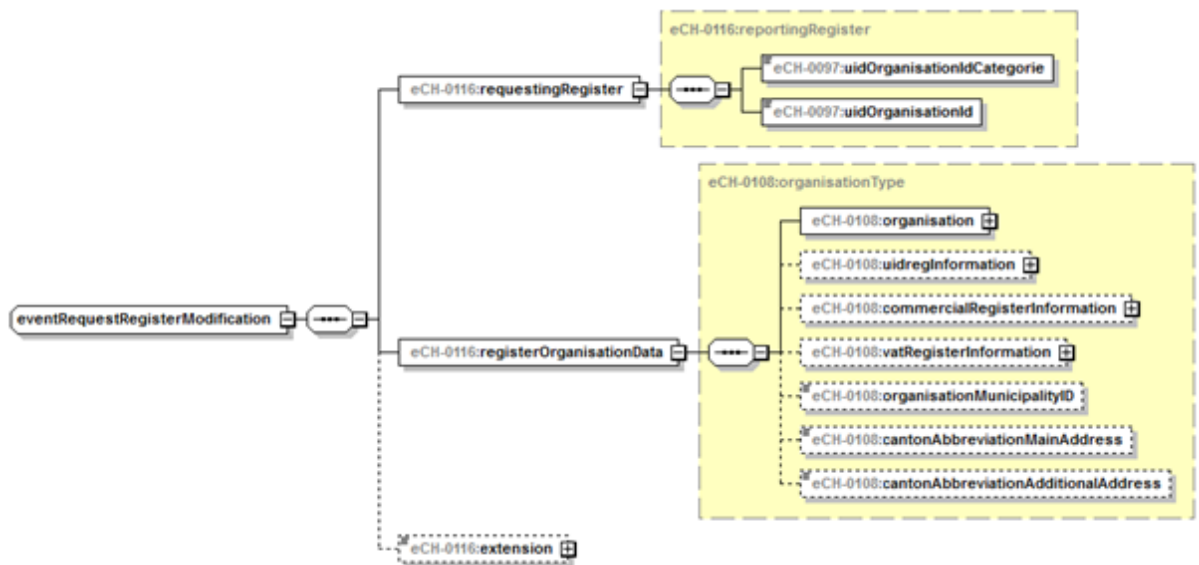 eCH-0116:reportingRegister
eCH-0097:uidOrganisationIdCategorie
eCH-0116:requestingRegister
eCH-0097:uidOrganisationId
eCH-0108:organisationType
eCH-0108:organisation
eCH-0108:uidregInformation
eCH-0108:commercialRegisterInformation
eventRequestRegisterModification
eCH-0116:registerOrganisationData
eCH-0108:vatRegisterInformation
eCH-0108:organisationMunicipalityID
eCH-0108:cantonAbbreviationMainAddress
eCH-0108:cantonAbbreviationAdditionalAddress
eCH-0116:extension